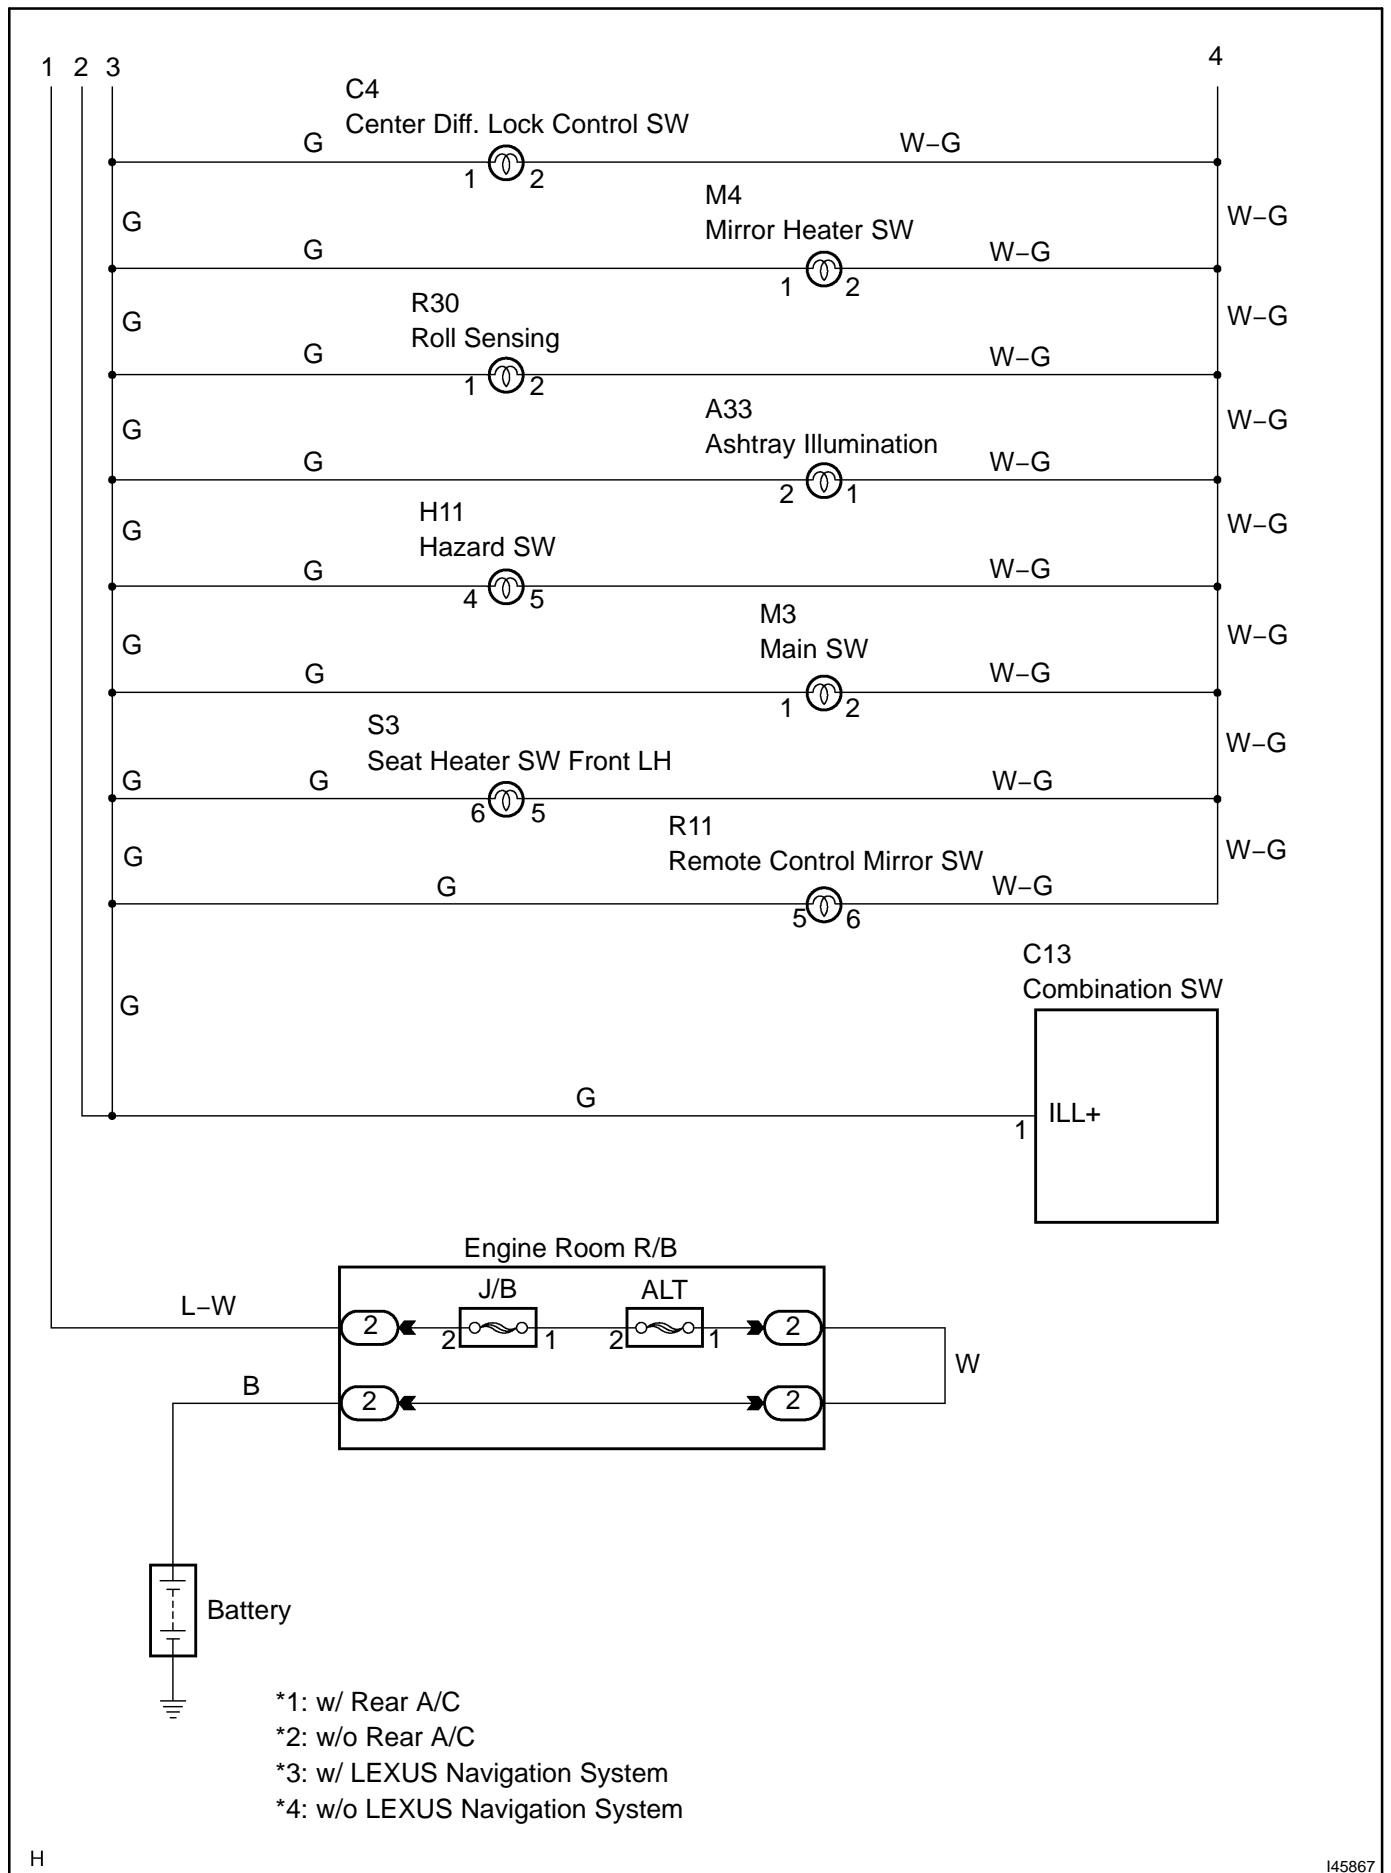 1 2 3 4
C4
Center Diff. Lock Control SW
G W–G
1 2
M4
G Mirror Heater SW W–G
G W–G
1 2
R30
G Roll Sensing W–G
G W–G
1 2
A33
G Ashtray Illumination W–G
G W–G
2 1
H11
G Hazard SW W–G
G W–G
4 5
M3
G Main SW W–G
G W–G
1 2
S3
Seat Heater SW Front LH W–G
G G W–G
6 5
R11
G Remote Control Mirror SW W–G
G W–G
5 6
C13
Combination SW
G
G
1 ILL+
Engine Room R/B
J/B ALT
L–W
2 2 1 2 1 2
W
B
2 2
Battery
*1: w/ Rear A/C
*2: w/o Rear A/C
*3: w/ LEXUS Navigation System
*4: w/o LEXUS Navigation System
H I45867